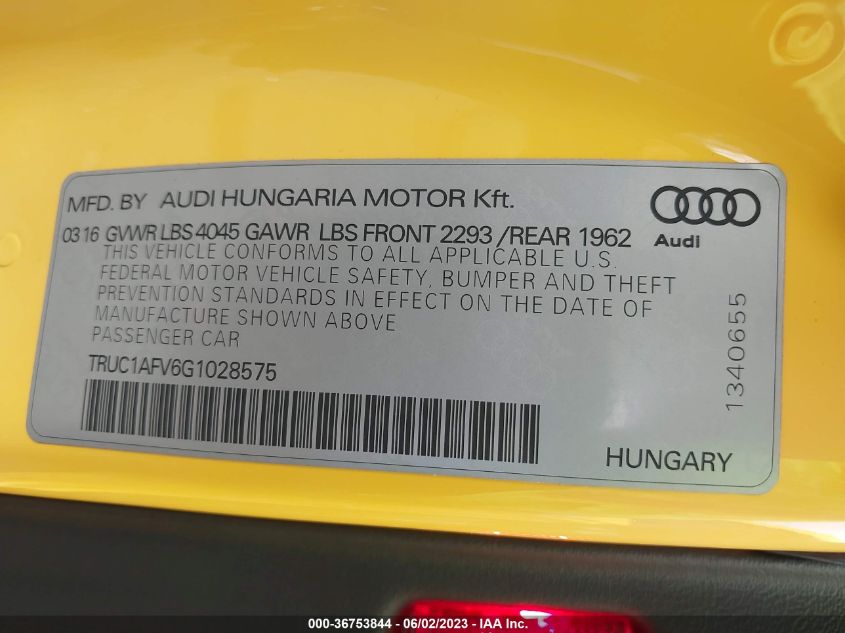 MFD. BY AUDI HUNGARIA MOTOR Kft.
Audi
03 16 GVWR LBS 4045 GAWR LBS FRONT 2293 /REAR 1962
THIS VEHICLE CONFORMS TO ALL APPLICABLE U.S.
FEDERAL MOTOR VEHICLE SAFETY, BUMPER AND THEFT
PREVENTION STANDARDS IN EFFECT ON THE DATE OF
MANUFACTURE SHOWN ABOVE.
PASSENGER CAR
TRUC1AFV6G1028575
1340655
HUNGARY
000-36753844 - 06/02/2023 - IAA Inc.